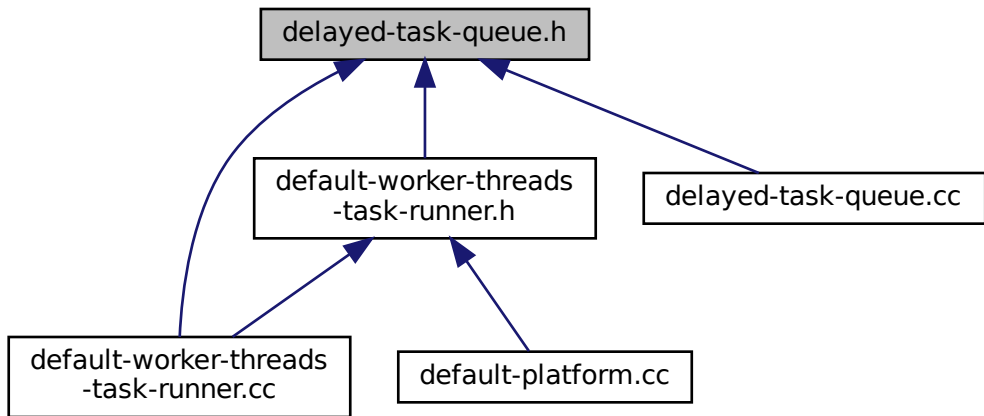 delayed-task-queue.h
default-worker-threads
-task-runner.h
delayed-task-queue.cc
default-worker-threads
-task-runner.cc
default-platform.cc